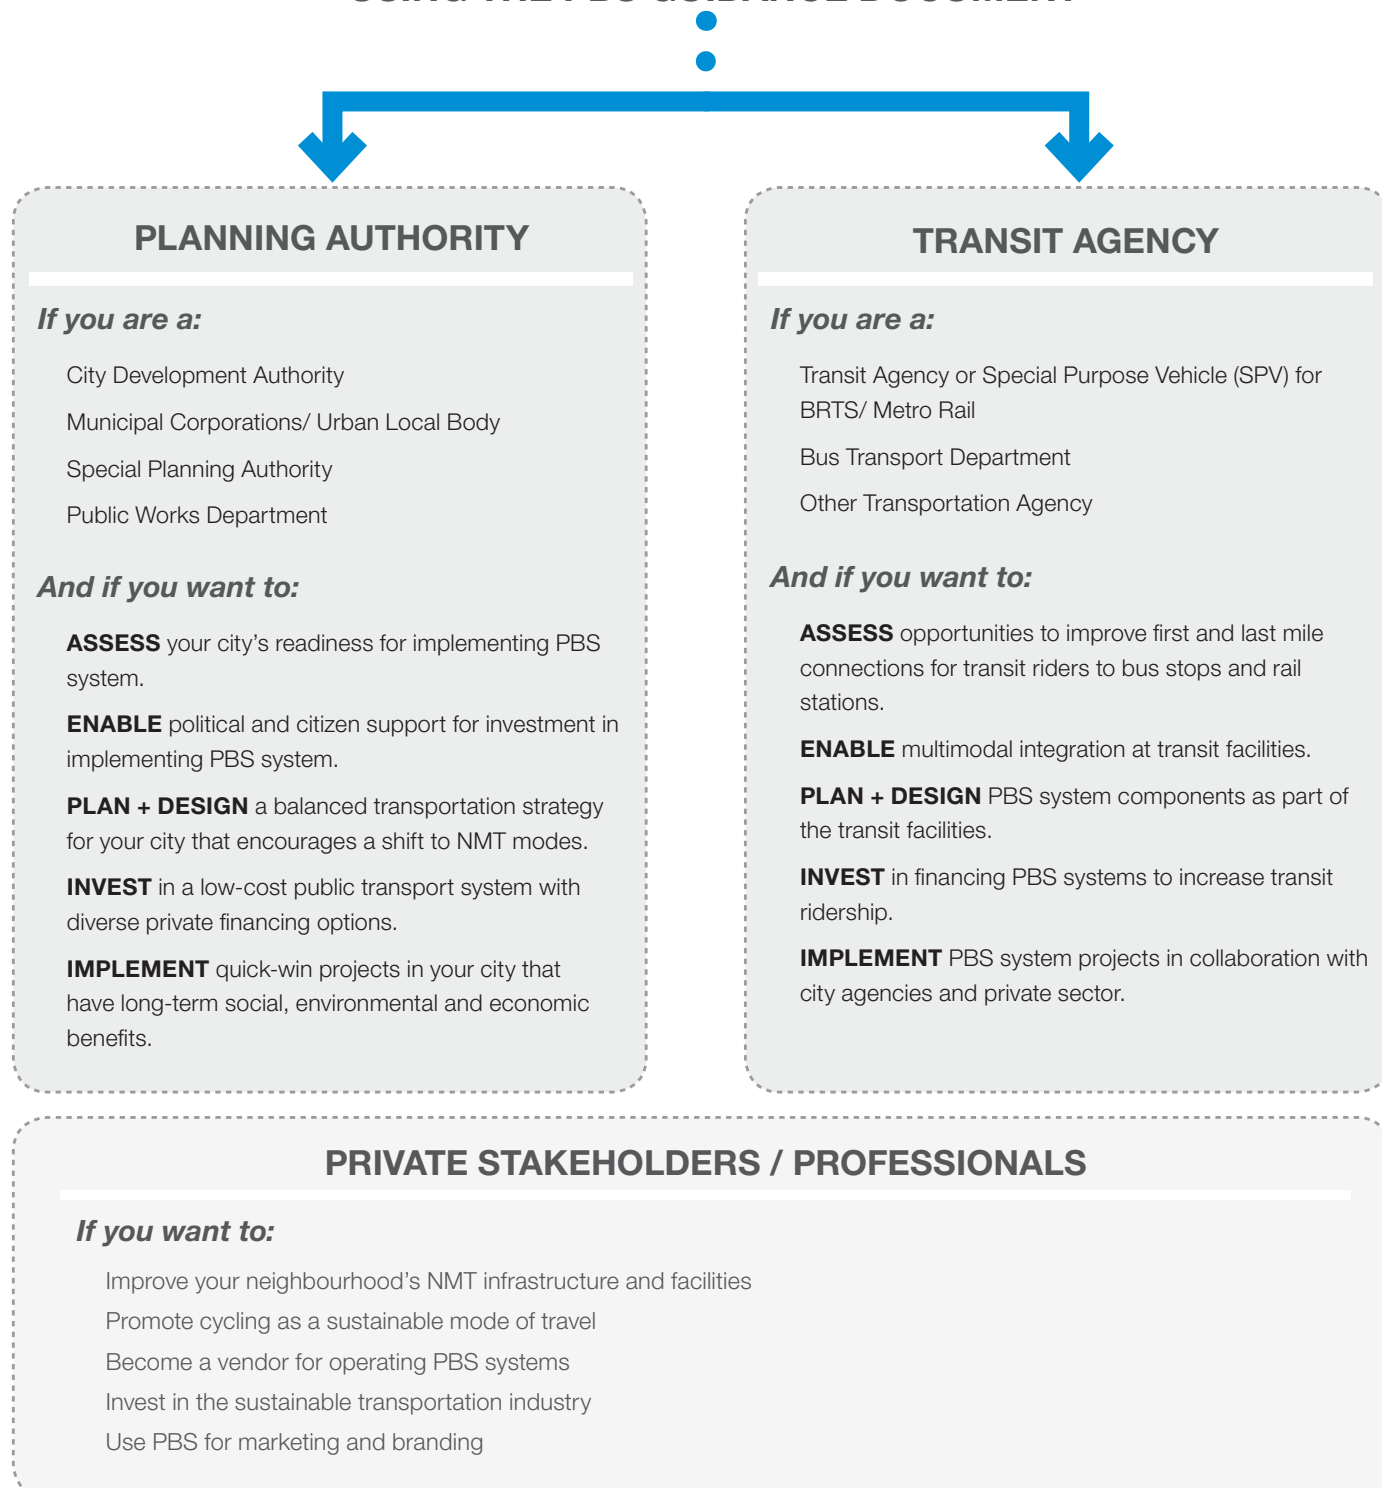 USING THE PBS GUIDANCE DOCUMENT
PLANNING AUTHORITY
If you are a:
City Development Authority
Municipal Corporations/ Urban Local Body
Special Planning Authority
Public Works Department
And if you want to:
ASSESS your city’s readiness for implementing PBS
system.
ENABLE political and citizen support for investment in
implementing PBS system.
PLAN + DESIGN a balanced transportation strategy
for your city that encourages a shift to NMT modes.
INVEST in a low-cost public transport system with
diverse private financing options.
IMPLEMENT quick-win projects in your city that
have long-term social, environmental and economic
benefits.
TRANSIT AGENCY
If you are a:
Transit Agency or Special Purpose Vehicle (SPV) for
BRTS/ Metro Rail
Bus Transport Department
Other Transportation Agency
And if you want to:
ASSESS opportunities to improve first and last mile
connections for transit riders to bus stops and rail
stations.
ENABLE multimodal integration at transit facilities.
PLAN + DESIGN PBS system components as part of
the transit facilities.
INVEST in financing PBS systems to increase transit
ridership.
IMPLEMENT PBS system projects in collaboration with
city agencies and private sector.
PRIVATE STAKEHOLDERS / PROFESSIONALS
If you want to:
Improve your neighbourhood’s NMT infrastructure and facilities
Promote cycling as a sustainable mode of travel
Become a vendor for operating PBS systems
Invest in the sustainable transportation industry
Use PBS for marketing and branding